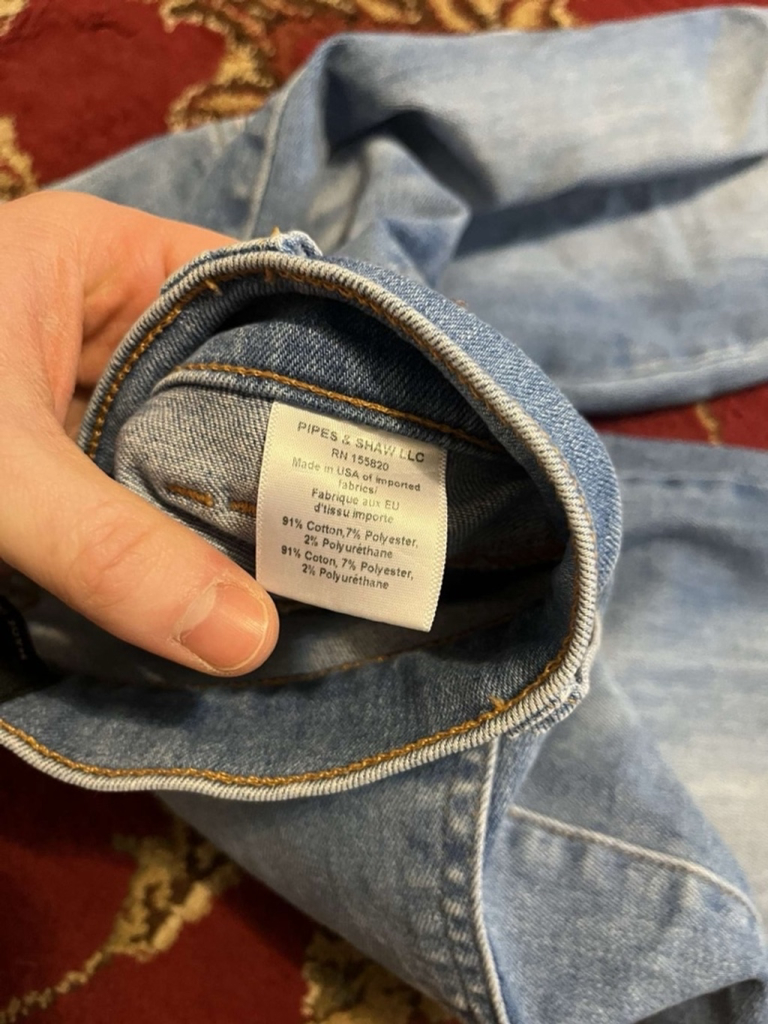 PIPES & SHAW LLC
RN 155820
Made in USA of imported
fabrics/
Fabrique aux EU
d'tissu importe
91% Cotton,7% Polyester,
2% Polyuréthane
91% Coton, 7% Polyester,
2% Polyuréthane